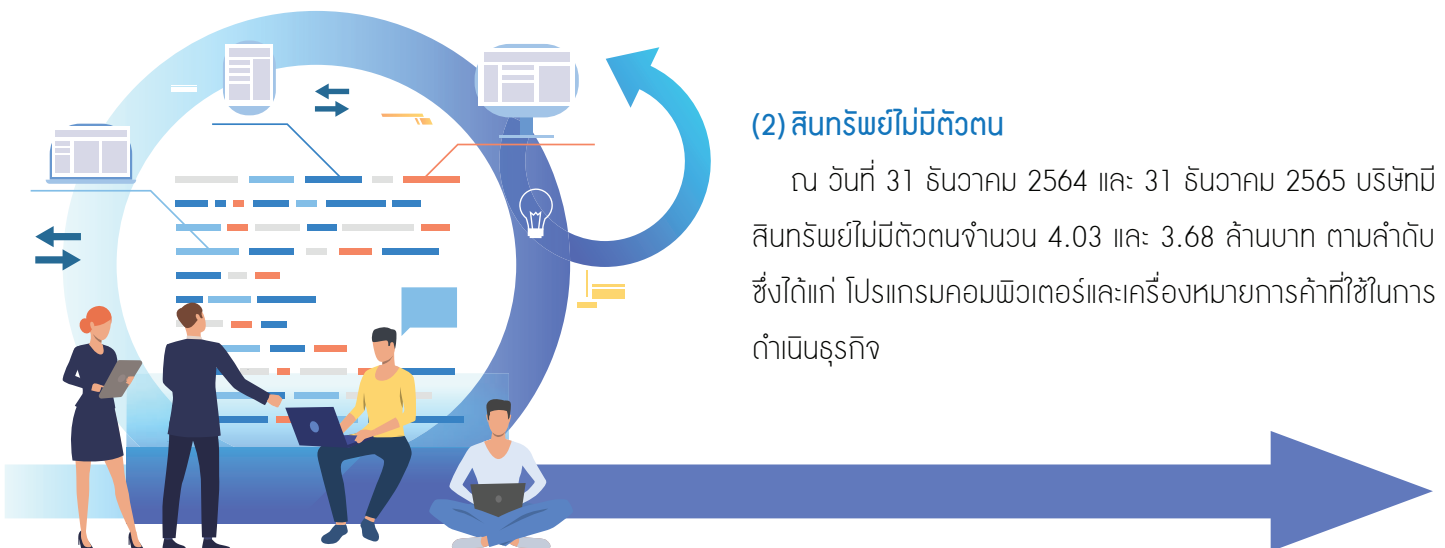 (2) สินทรัพย์ไม่มีตัวตน
ณ วันที่ 31 ธันวาคม 2564 และ 31 ธันวาคม 2565 บริษัทมี
สินทรัพย์ไม่มีตัวตนจำนวน 4.03 และ 3.68 ล้านบาท ตามลำดับ
ซึ่งได้แก่ โปรแกรมคอมพิวเตอร์และเครื่องหมายการค้าที่ใช้ในการ
ดำเนินธุรกิจ